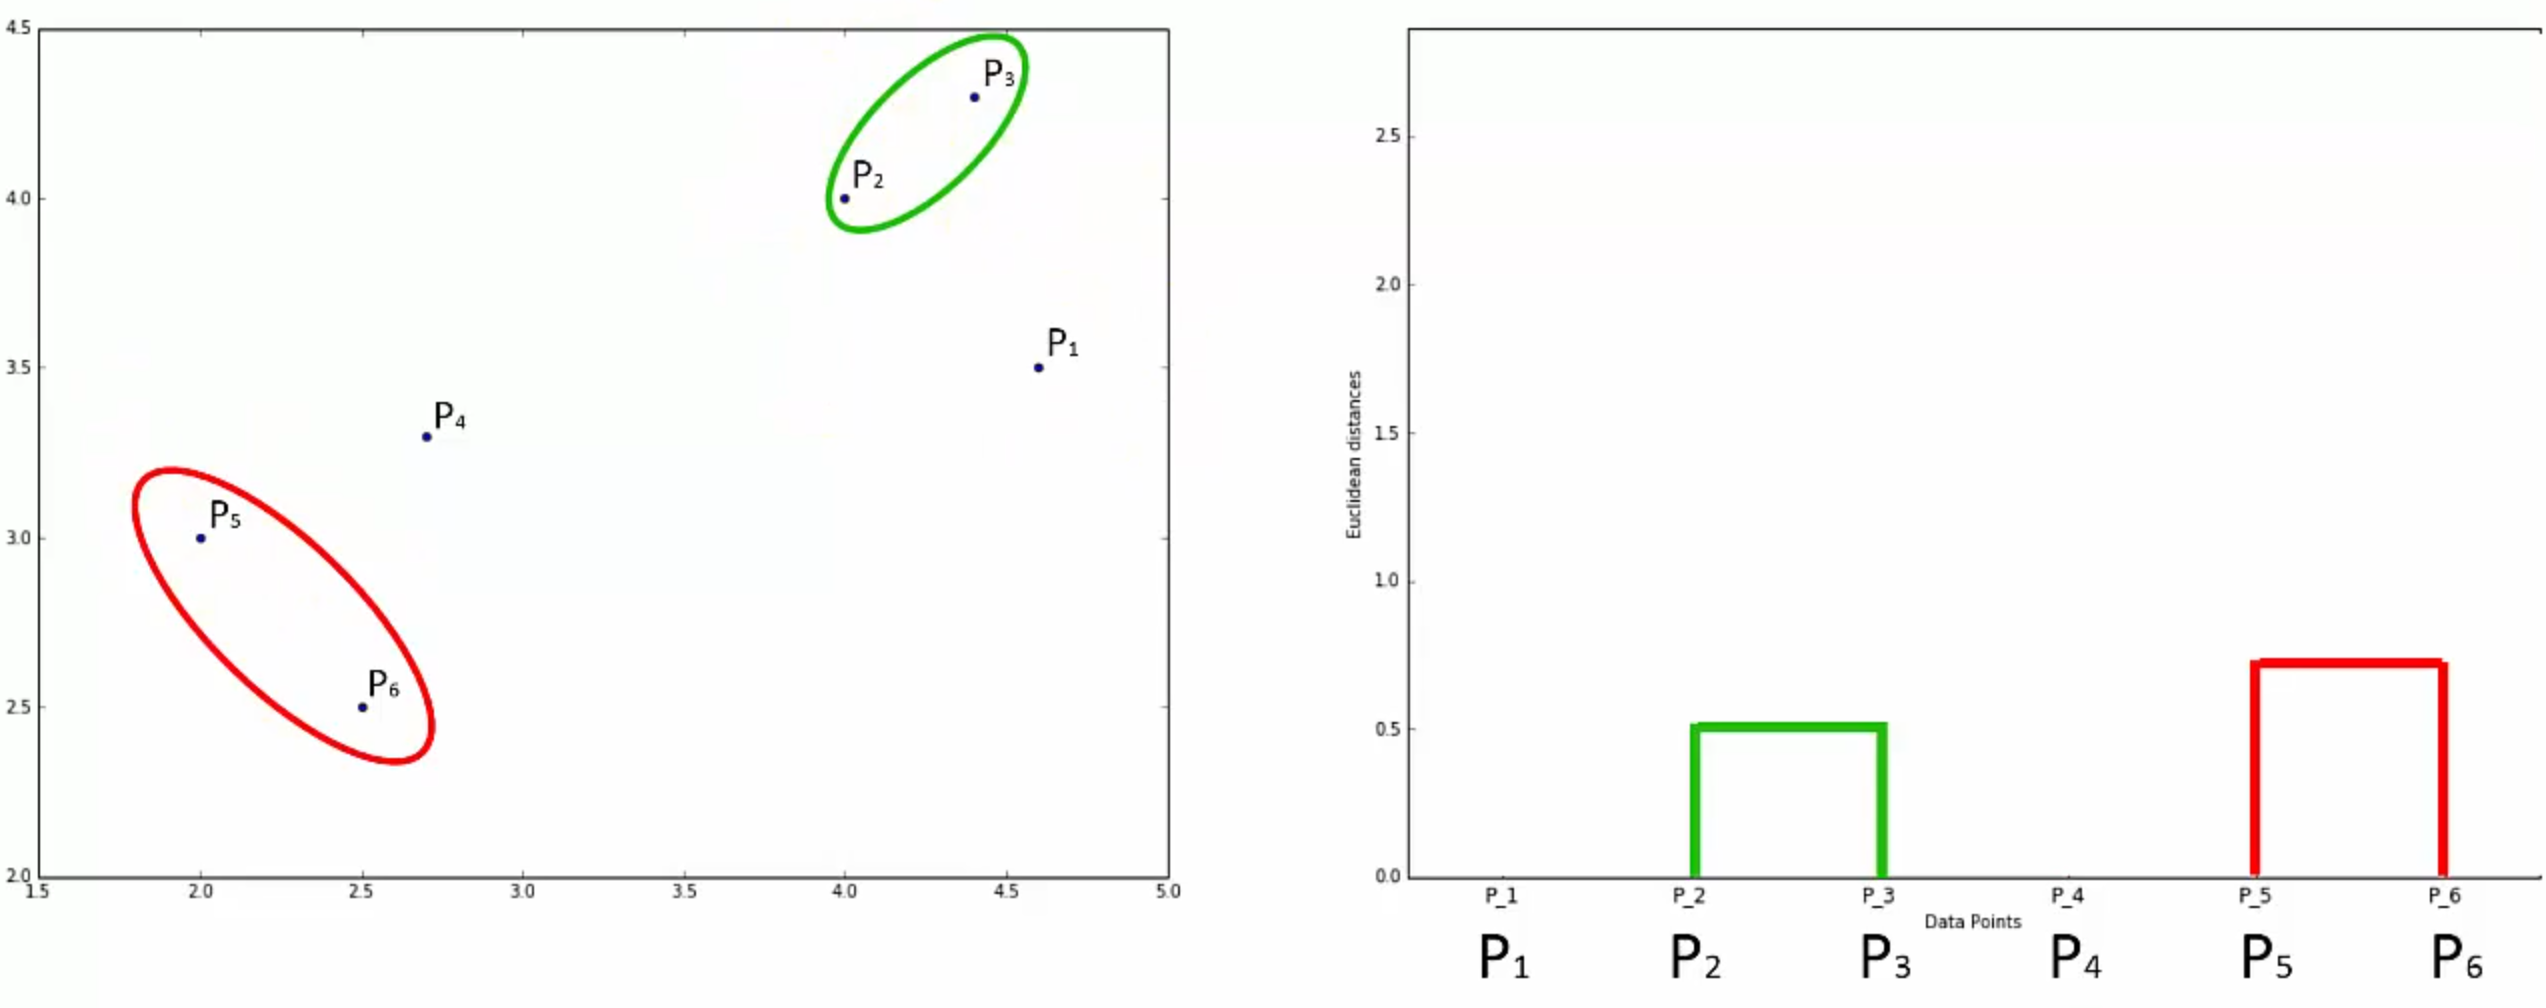 4.5
4.0
3.5
3.0
2.5
2.0
1.5 2.0 2.5 3.0 3.5 4.0 4.5 5.0
P₃
P₂
P₁
P₄
P₅
P₆
2.5
2.0
1.5
1.0
0.5
0.0
Euclidean distances
P_1 P_2 P_3 P_4 P_5 P_6
Data Points
P₁ P₂ P₃ P₄ P₅ P₆